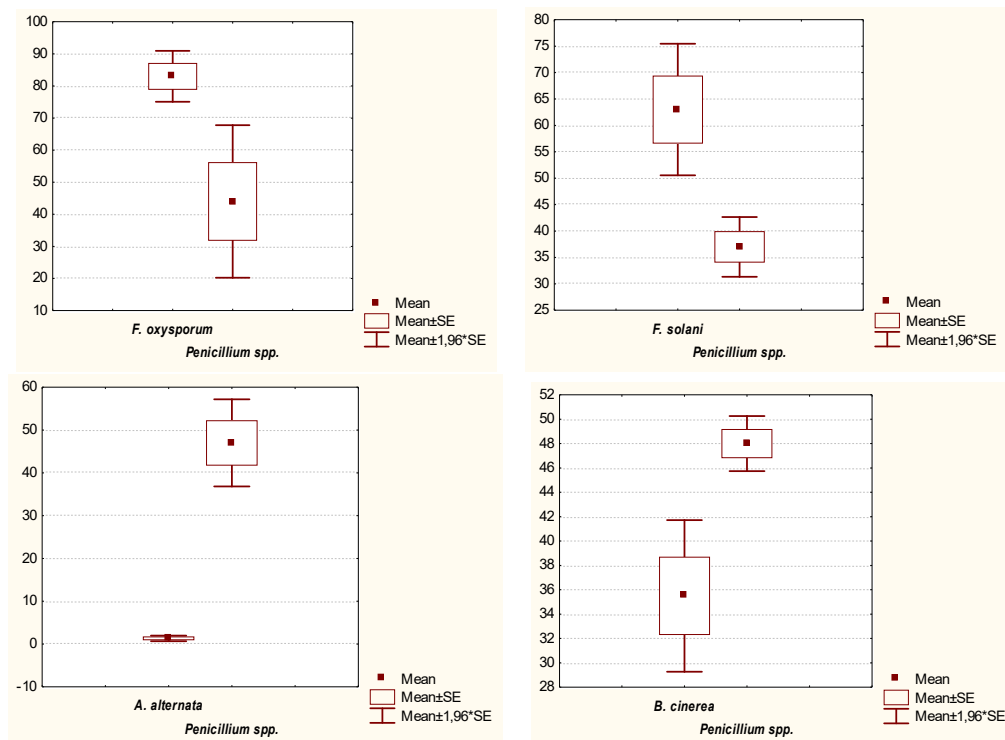 100
90
80
70
60
50
40
30
20
10
F. oxysporum
Penicillium spp.
Mean
Mean±SE
Mean±1,96*SE
80
75
70
65
60
55
50
45
40
35
30
25
F. solani
Penicillium spp.
Mean
Mean±SE
Mean±1,96*SE
60
50
40
30
20
10
0
-10
A. alternata
Penicillium spp.
Mean
Mean±SE
Mean±1,96*SE
52
50
48
46
44
42
40
38
36
34
32
30
28
B. cinerea
Penicillium spp.
Mean
Mean±SE
Mean±1,96*SE